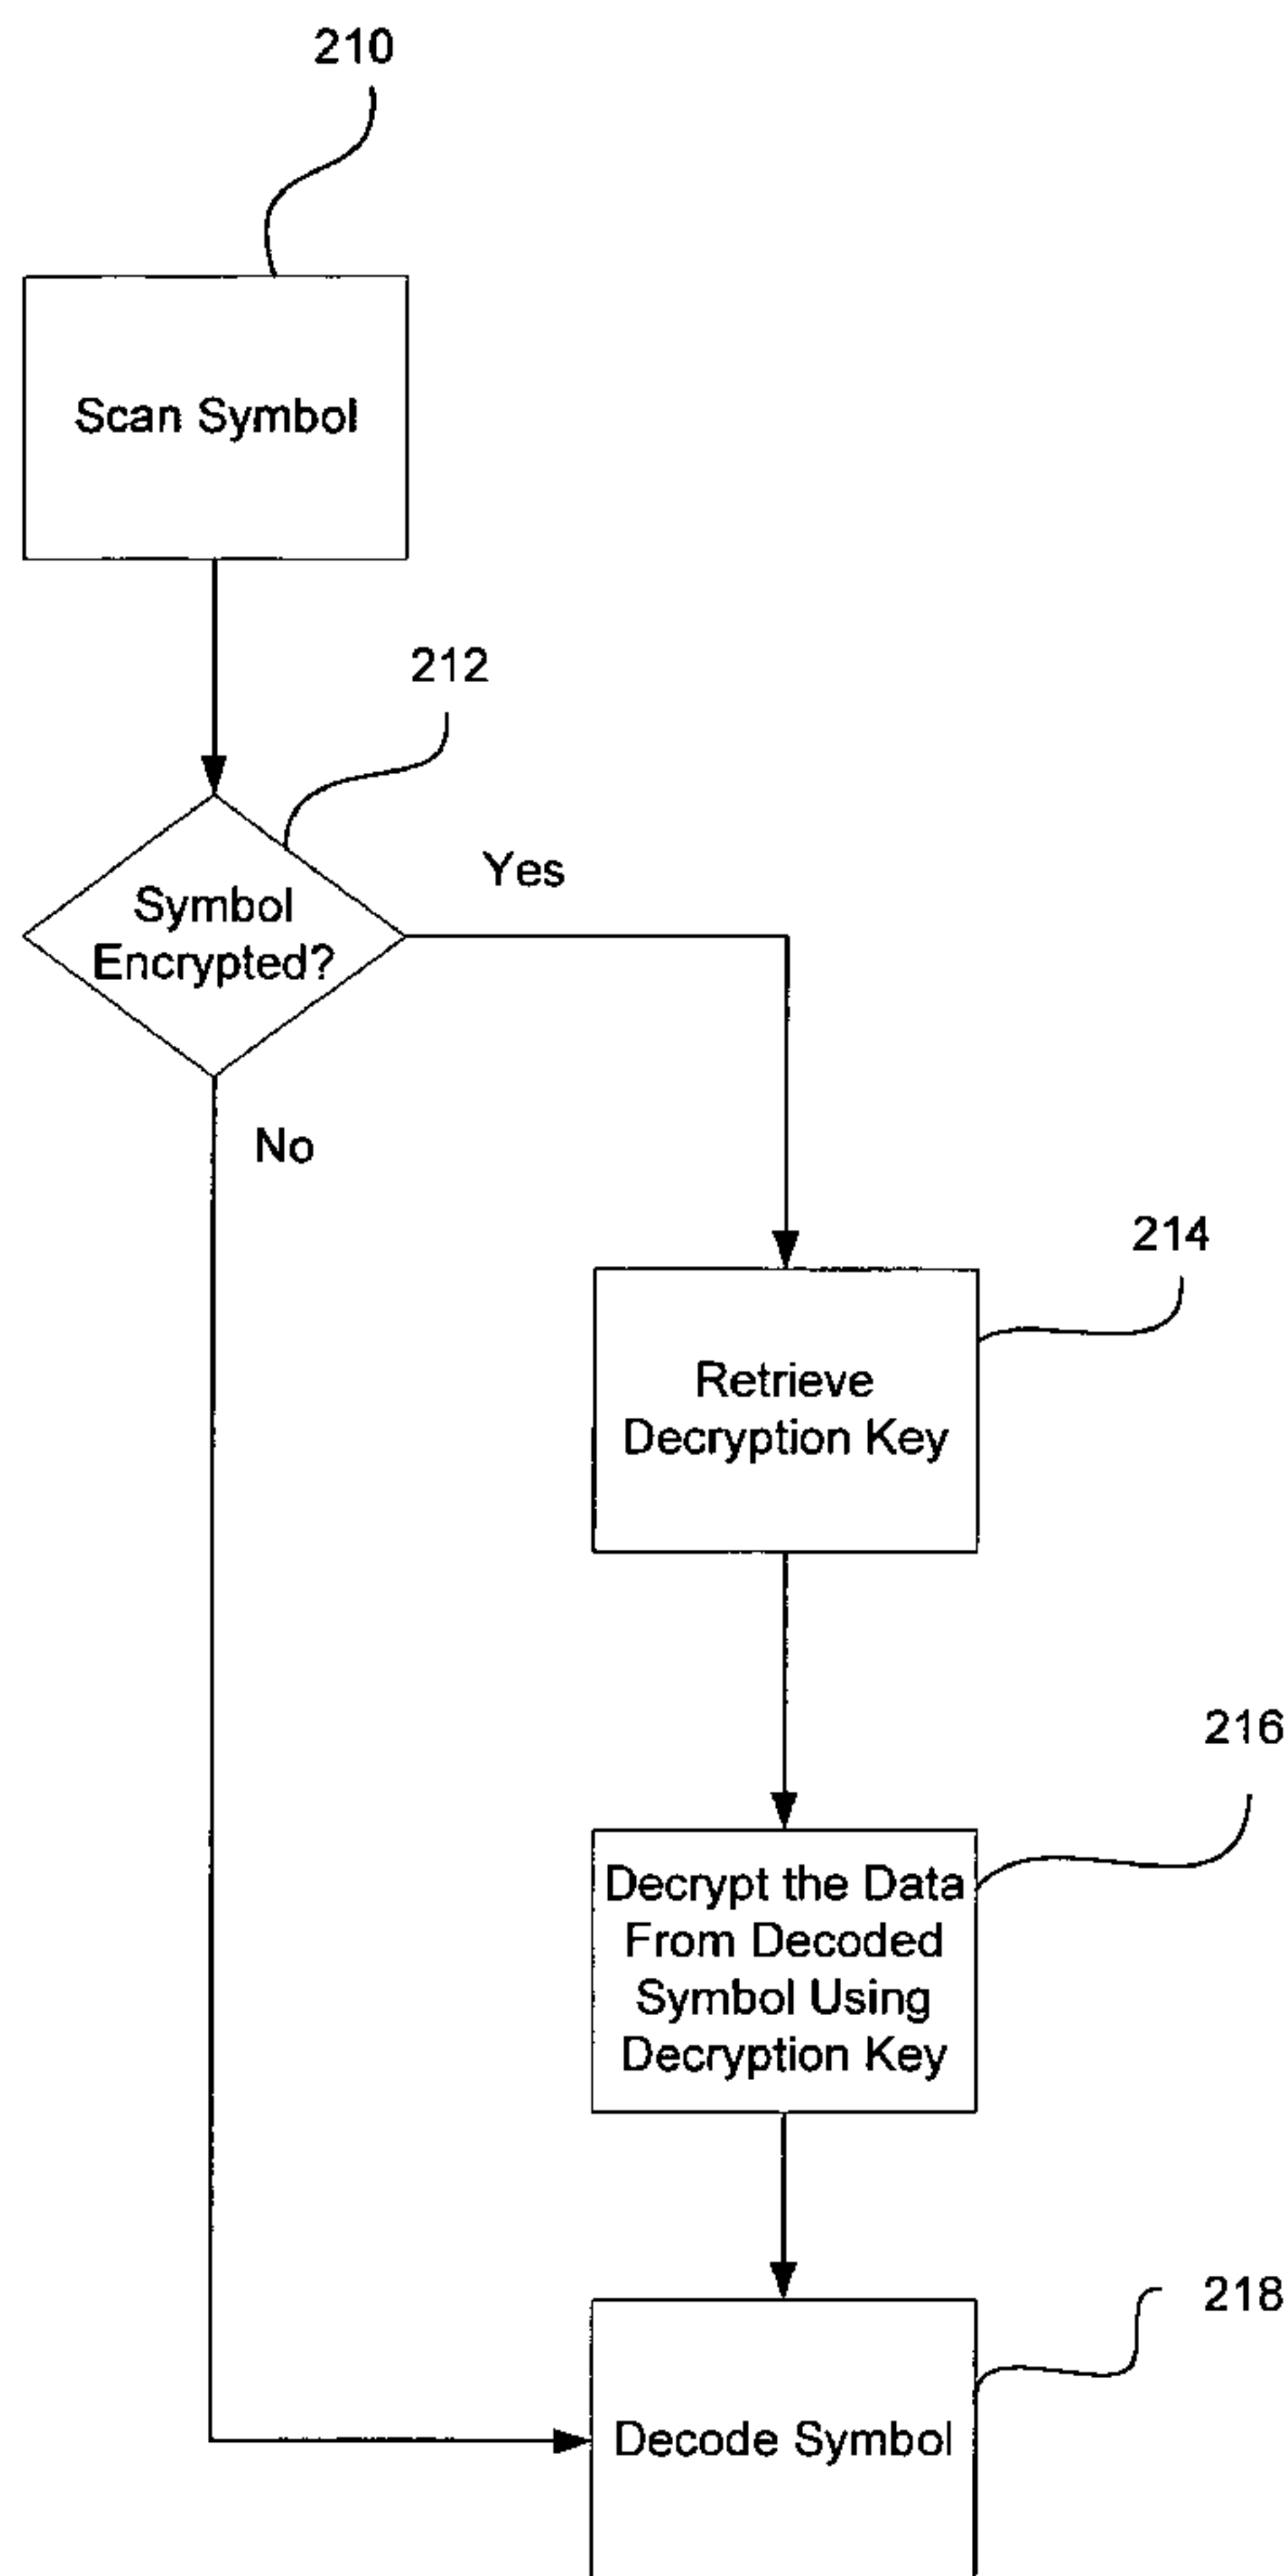 210
Scan Symbol
212
Symbol
Encrypted?
Yes
No
214
Retrieve
Decryption Key
216
Decrypt the Data
From Decoded
Symbol Using
Decryption Key
218
Decode Symbol